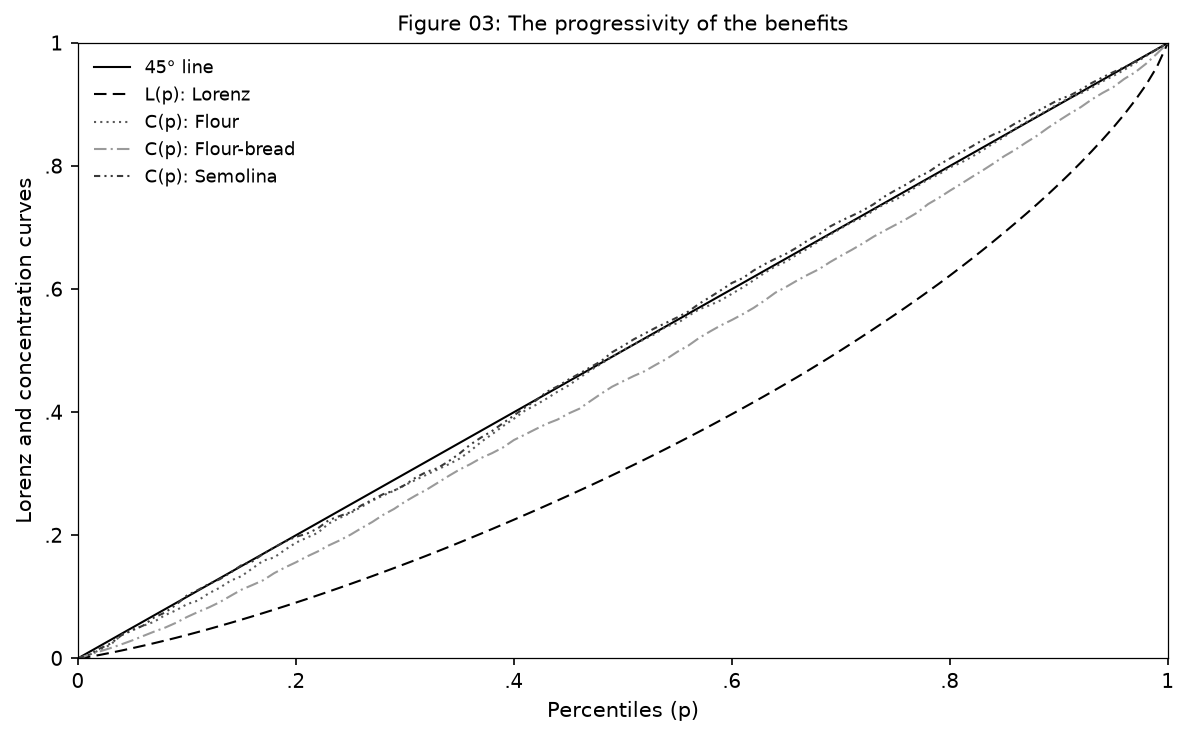 Figure 03: The progressivity of the benefits
45° line
L(p): Lorenz
C(p): Flour
C(p): Flour-bread
C(p): Semolina
Lorenz and concentration curves
1
.8
.6
.4
.2
0
0 .2 .4 .6 .8 1
Percentiles (p)